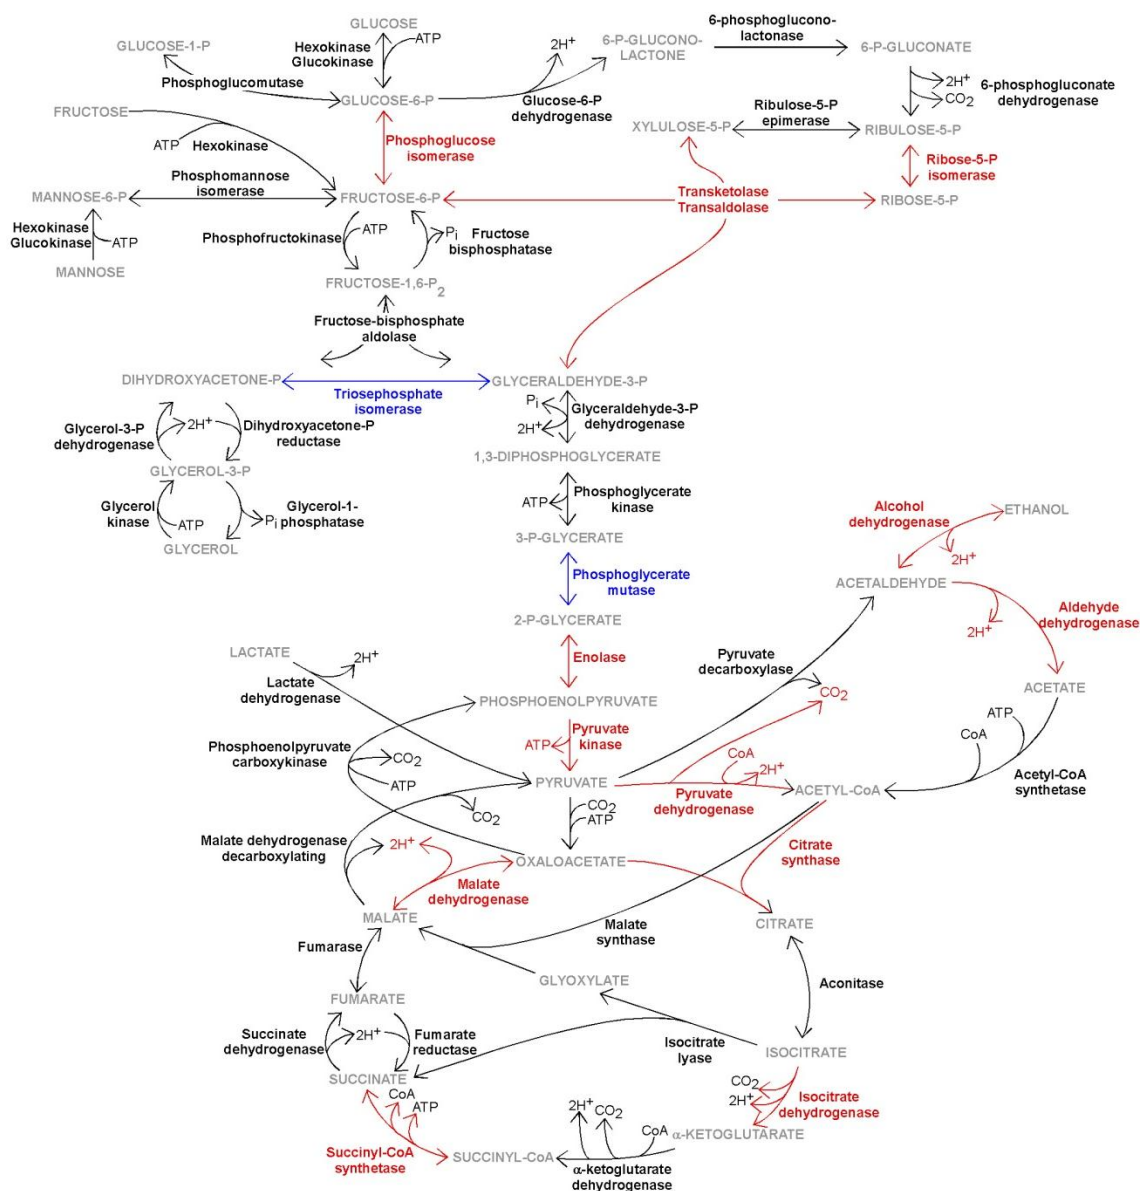 GLUCOSE
GLUCOSE-1-P
Hexokinase
Glucokinase
ATP
2H+
6-P-GLUCONO-
LACTONE
6-phosphoglucono-
lactonase
6-P-GLUCONATE
Phosphoglucomutase
GLUCOSE-6-P
Glucose-6-P
dehydrogenase
2H+
CO2
6-phosphogluconate
dehydrogenase
FRUCTOSE
ATP
Hexokinase
Phosphoglucose
isomerase
XYLULOSE-5-P
Ribulose-5-P
epimerase
RIBULOSE-5-P
Ribose-5-P
isomerase
MANNOSE-6-P
Phosphomannose
isomerase
FRUCTOSE-6-P
Transketolase
Transaldolase
RIBOSE-5-P
Hexokinase
Glucokinase
ATP
MANNOSE
Phosphofructokinase
ATP
Pi
Fructose
bisphosphatase
FRUCTOSE-1,6-P2
Fructose-bisphosphate
aldolase
DIHYDROXYACETONE-P
Triosephosphate
isomerase
GLYCERALDEHYDE-3-P
Glycerol-3-P
dehydrogenase
2H+
Dihydroxyacetone-P
reductase
Pi
2H+
Glyceraldehyde-3-P
dehydrogenase
GLYCEROL-3-P
1,3-DIPHOSPHOGLYCERATE
Glycerol
kinase
ATP
Pi
Glycerol-1-
phosphatase
ATP
Phosphoglycerate
kinase
GLYCEROL
3-P-GLYCERATE
Alcohol
dehydrogenase
ETHANOL
2H+
Phosphoglycerate
mutase
ACETALDEHYDE
2-P-GLYCERATE
2H+
Aldehyde
dehydrogenase
LACTATE
2H+
Lactate
dehydrogenase
Enolase
Pyruvate
decarboxylase
CO2
ACETATE
PHOSPHOENOLPYRUVATE
ATP
Pyruvate
kinase
Phosphoenolpyruvate
carboxykinase
CO2
ATP
CoA
2H+
CoA
ATP
PYRUVATE
Pyruvate
dehydrogenase
ACETYL-CoA
Acetyl-CoA
synthetase
CO2
CO2
ATP
Malate dehydrogenase
decarboxylating
2H+
Malate
dehydrogenase
OXALOACETATE
Citrate
synthase
MALATE
Malate
synthase
CITRATE
Fumarase
GLYOXYLATE
Aconitase
FUMARATE
Succinate
dehydrogenase
2H+
Fumarate
reductase
Isocitrate
lyase
ISOCITRATE
SUCCINATE
CoA
ATP
CO2
2H+
Isocitrate
dehydrogenase
2H+
CO2
CoA
α-KETOGLUTARATE
Succinyl-CoA
synthetase
SUCCINYL-CoA
α-ketoglutarate
dehydrogenase